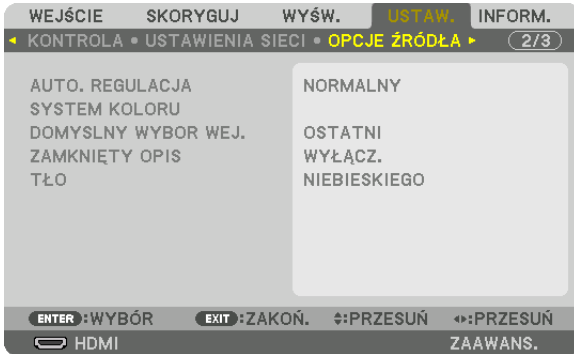 WEJŚCIE SKORYGUJ WYŚW. USTAW. INFORM.
KONTROLA • USTAWIENIA SIECI • OPCJE ŹRÓDŁA 2/3
AUTO. REGULACJA NORMALNY
SYSTEM KOLORU
DOMYSLNY WYBOR WEJ. OSTATNI
ZAMKNIĘTY OPIS WYŁĄCZ.
TŁO NIEBIESKIEGO
ENTER :WYBÓR EXIT :ZAKOŃ. :PRZESUŃ :PRZESUŃ
HDMI ZAAWANS.